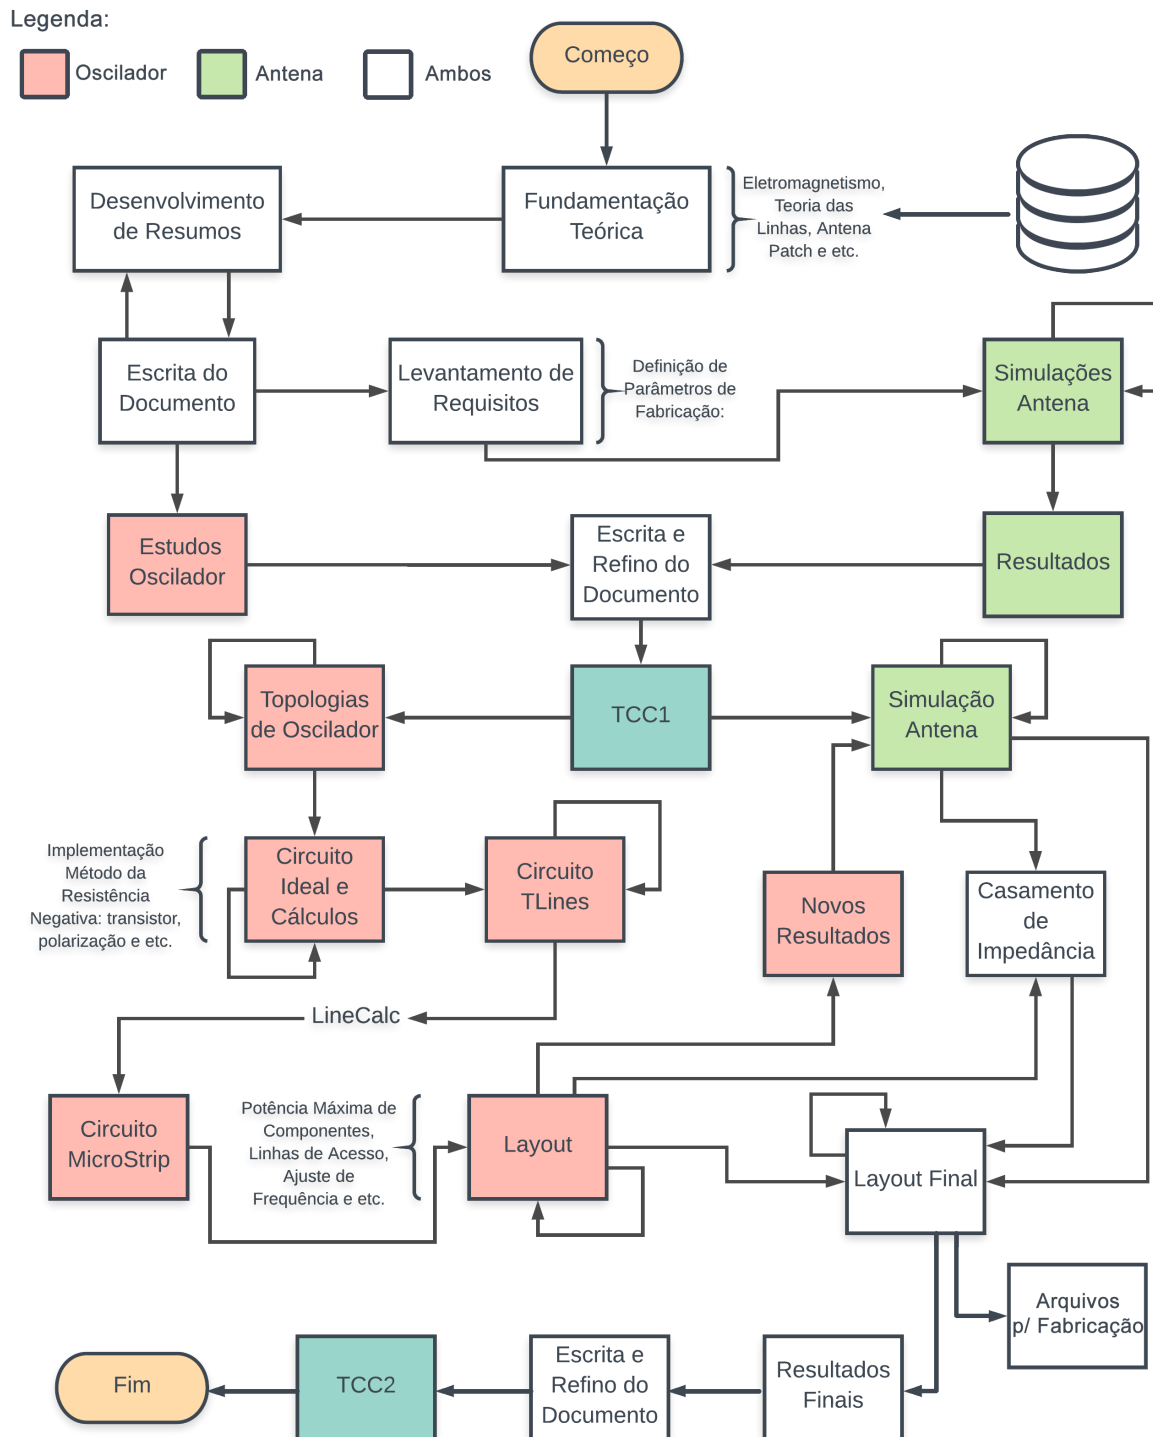 Legenda:
Oscilador
Antena
Ambos
Começo
Desenvolvimento
de Resumos
Fundamentação
Teórica
Eletromagnetismo,
Teoria das
Linhas, Antena
Patch e etc.
Escrita do
Documento
Levantamento de
Requisitos
Definição de
Parâmetros de
Fabricação:
Simulações
Antena
Estudos
Oscilador
Escrita e
Refino do
Documento
Resultados
Topologias
de Oscilador
TCC1
Simulação
Antena
Implementação
Método da
Resistência
Negativa: transistor,
polarização e etc.
Circuito
Ideal e
Cálculos
Circuito
TLines
Novos
Resultados
Casamento
de
Impedância
LineCalc
Circuito
MicroStrip
Potência Máxima de
Componentes,
Linhas de Acesso,
Ajuste de
Frequência e etc.
Layout
Layout Final
Arquivos
p/ Fabricação
Fim
TCC2
Escrita e
Refino do
Documento
Resultados
Finais